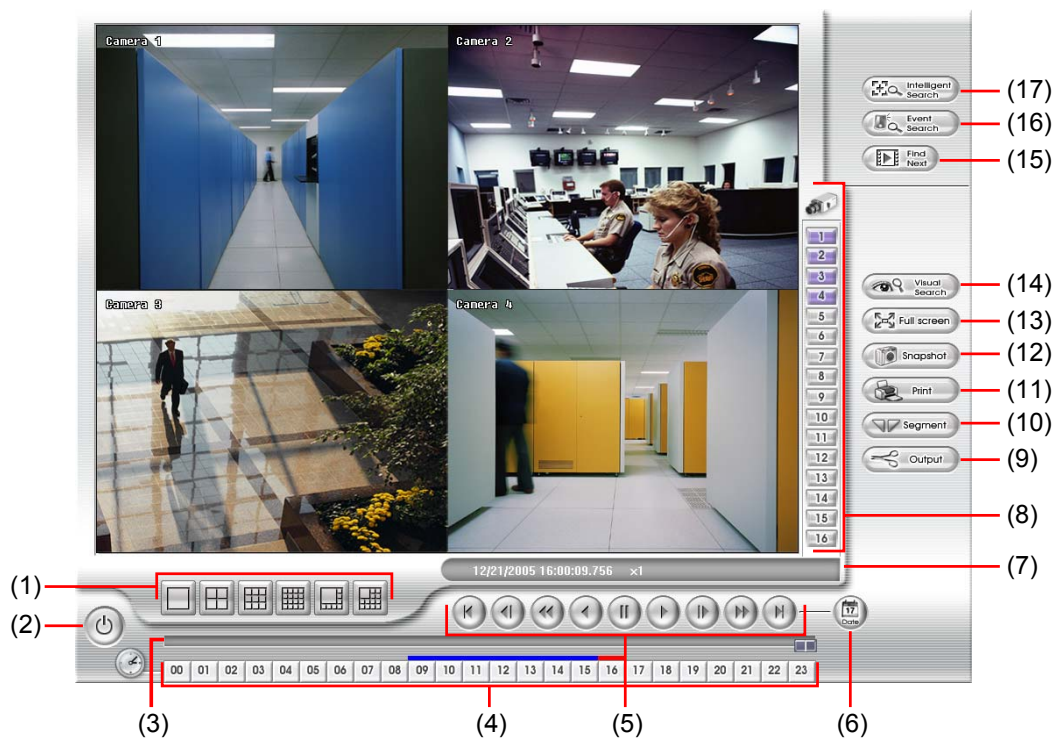 Camera 1
Camera 2
Intelligent Search (17)
Event Search (16)
Find Next (15)
1
2
3
4
5
6
7
8
9
10
11
12
13
14
15
16
Visual Search (14)
Full screen (13)
Snapshot (12)
Print (11)
Segment (10)
Output (9)
(8)
Camera 3
Camera 4
12/21/2005 16:00:09.756 x1
(7)
(1)
(2)
17
Date
00 01 02 03 04 05 06 07 08 09 10 11 12 13 14 15 16 17 18 19 20 21 22 23
(3) (4) (5) (6)